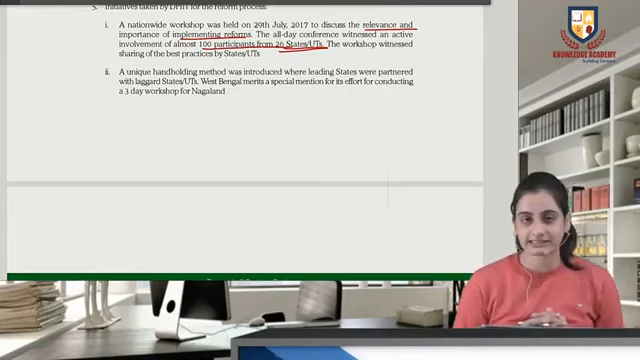 5. Initiatives taken by DPIIT for the reform process:
i. A nationwide workshop was held on 29th July, 2017 to discuss the relevance and
importance of implementing reforms. The all-day conference witnessed an active
involvement of almost 100 participants from 26 States/UTs. The workshop witnessed
sharing of the best practices by States/UTs
ii. A unique handholding method was introduced where leading States were partnered
with laggard States/UTs. West Bengal merits a special mention for its effort for conducting
a 3 day workshop for Nagaland
KNOWLEDGE ACADEMY
Building Career